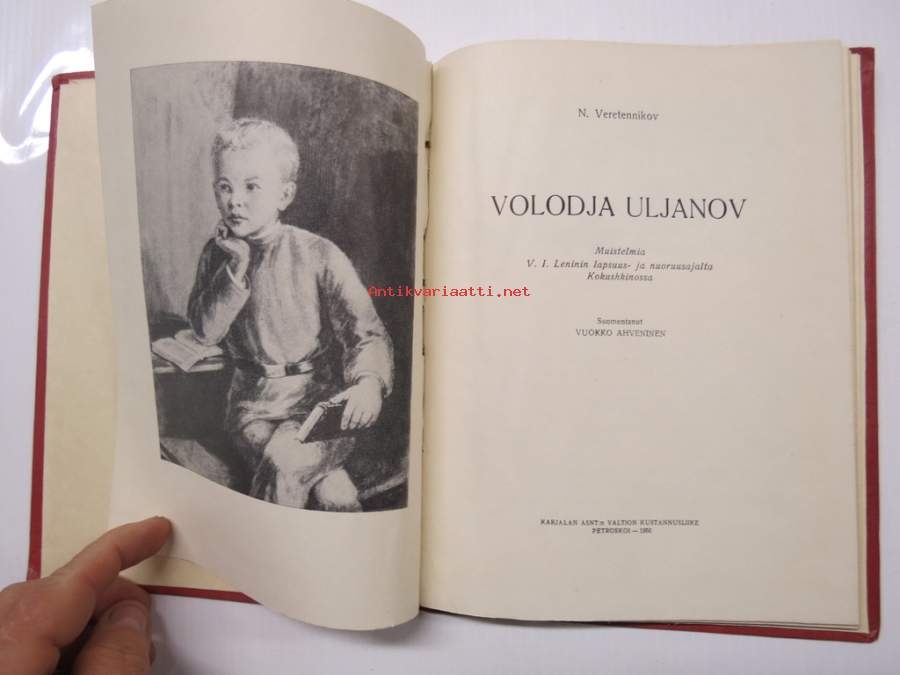 N. Veretennikov
VOLODJA ULJANOV
Muistelmia
V. I. Leninin lapsuus- ja nuoruusajalta
Kokushkinossa
Antikvariaatti.net
Suomentanut
VUOKKO AHVENINEN
KARJALAN ASNT:n VALTION KUSTANNUSLIIKE
PETROSKOI —